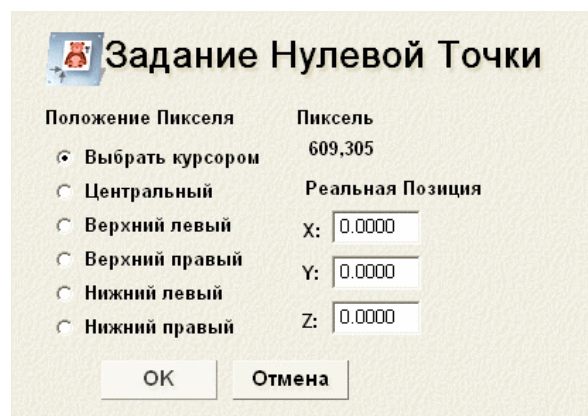 Задание Нулевой Точки
Положение Пикселя
Выбрать курсором
Центральный
Верхний левый
Верхний правый
Нижний левый
Нижний правый
Пиксель
609,305
Реальная Позиция
X: 0.0000
Y: 0.0000
Z: 0.0000
OK Отмена